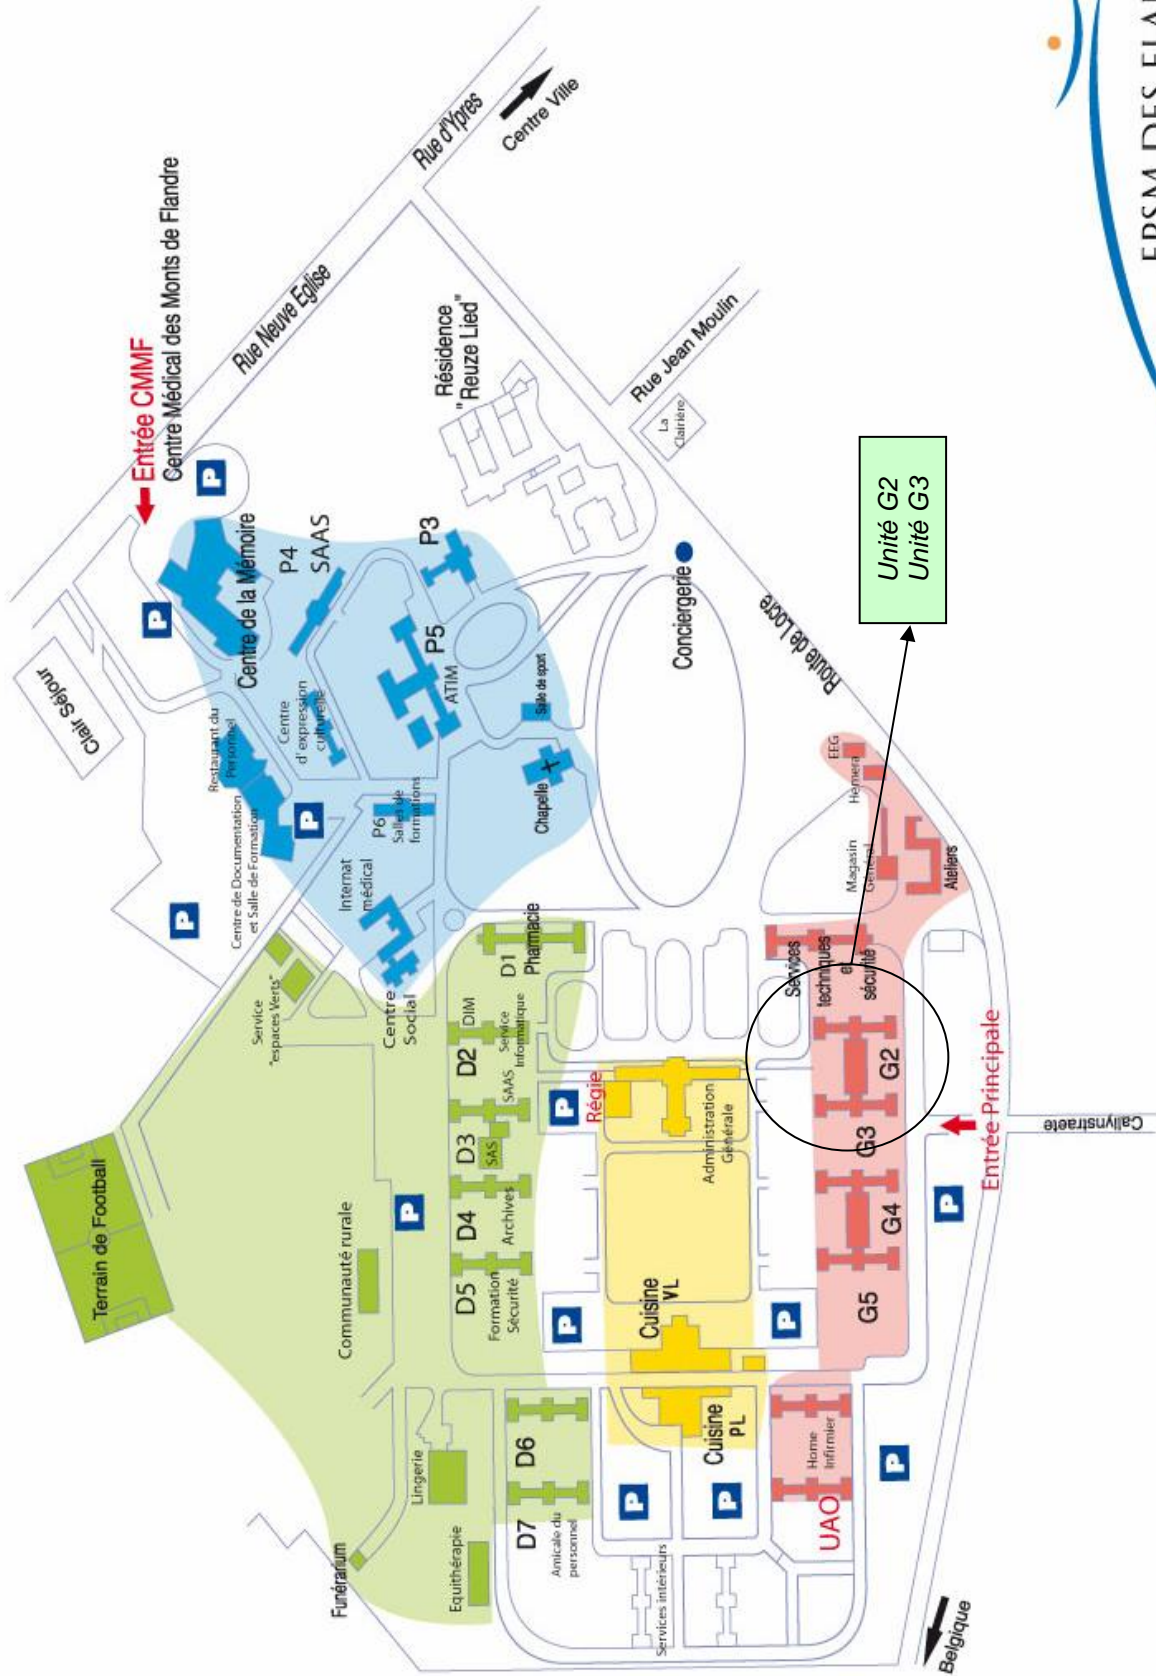 Terrain de Football
Clair Séjour
Entrée CMMF
Centre Médical des Monts de Flandre
Rue d'Ypres
Centre Ville
Rue Neuve Eglise
Résidence
"Reuze Lied"
Rue Jean Moulin
La
Clairière
Centre de la Mémoire
P4
SAAS
P3
P5
ATIM
Restaurant du
Personnel
Centre
d'expression
culturelle
Salle de sport
Chapelle
Centre de Documentation
et Salle de Formation
P6
Salles de
formations
Internat
médical
Centre
Social
Service
"espaces Verts"
Conciergerie
Route de Locre
Unité G2
Unité G3
EEG
Hemera
Magasin
Général
Ateliers
Services
techniques
et
sécurité
D1
Pharmacie
D2
DIM
Service
Informatique
D3
SAAS
SAS
D4
Archives
D5
Formation
Sécurité
Communauté rurale
D6
D7
Amicale du
personnel
Lingerie
Equithérapie
Funérarium
Régie
Administration
Générale
Cuisine
VL
Cuisine
PL
Services intérieurs
G2
G3
G4
G5
Home
Infirmier
UAO
Entrée Principale
Callynstraete
Belgique
P
P
P
P
P
P
P
P
P
P
P
P
P